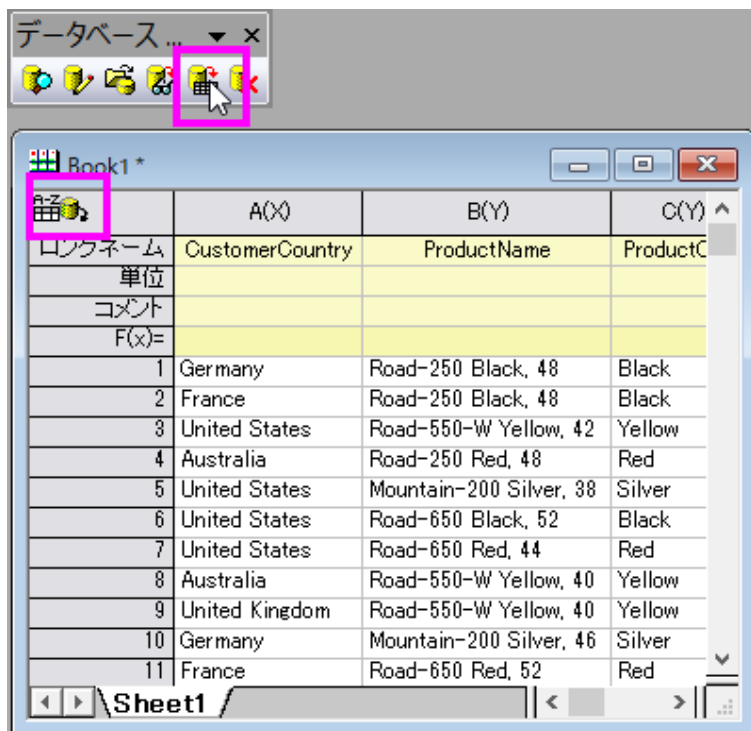 データベース ...
Book1 *
A-Z
A(X) B(Y) C(Y)
ロングネーム CustomerCountry ProductName ProductC
単位
コメント
F(x)=
1 Germany Road-250 Black, 48 Black
2 France Road-250 Black, 48 Black
3 United States Road-550-W Yellow, 42 Yellow
4 Australia Road-250 Red, 48 Red
5 United States Mountain-200 Silver, 38 Silver
6 United States Road-650 Black, 52 Black
7 United States Road-650 Red, 44 Red
8 Australia Road-550-W Yellow, 40 Yellow
9 United Kingdom Road-550-W Yellow, 40 Yellow
10 Germany Mountain-200 Silver, 46 Silver
11 France Road-650 Red, 52 Red
Sheet1